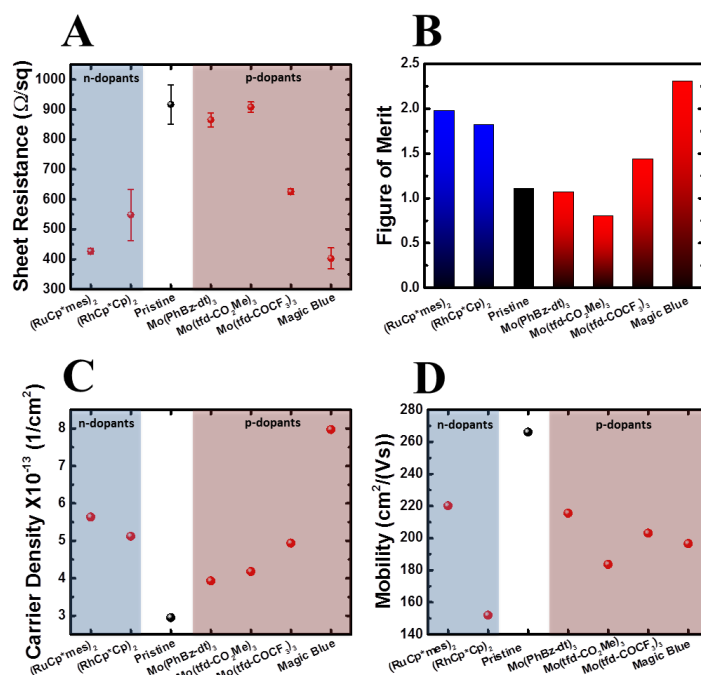 A
n-dopants
p-dopants
Sheet Resistance (Ω/sq)
1000
900
800
700
600
500
400
300
(RuCp*mes)₂
(RhCp*Cp)₂
Pristine
Mo(PhBz-dt)₃
Mo(tfd-CO₂Me)₃
Mo(tfd-COCF₃)₃
Magic Blue
B
Figure of Merit
2.5
2.0
1.5
1.0
0.5
0.0
(RuCp*mes)₂
(RhCp*Cp)₂
Pristine
Mo(PhBz-dt)₃
Mo(tfd-CO₂Me)₃
Mo(tfd-COCF₃)₃
Magic Blue
C
n-dopants
p-dopants
Carrier Density X10⁻¹³ (1/cm²)
8
7
6
5
4
3
(RuCp*mes)₂
(RhCp*Cp)₂
Pristine
Mo(PhBz-dt)₃
Mo(tfd-CO₂Me)₃
Mo(tfd-COCF₃)₃
Magic Blue
D
n-dopants
p-dopants
Mobility (cm²/(Vs))
280
260
240
220
200
180
160
140
(RuCp*mes)₂
(RhCp*Cp)₂
Pristine
Mo(PhBz-dt)₃
Mo(tfd-CO₂Me)₃
Mo(tfd-COCF₃)₃
Magic Blue